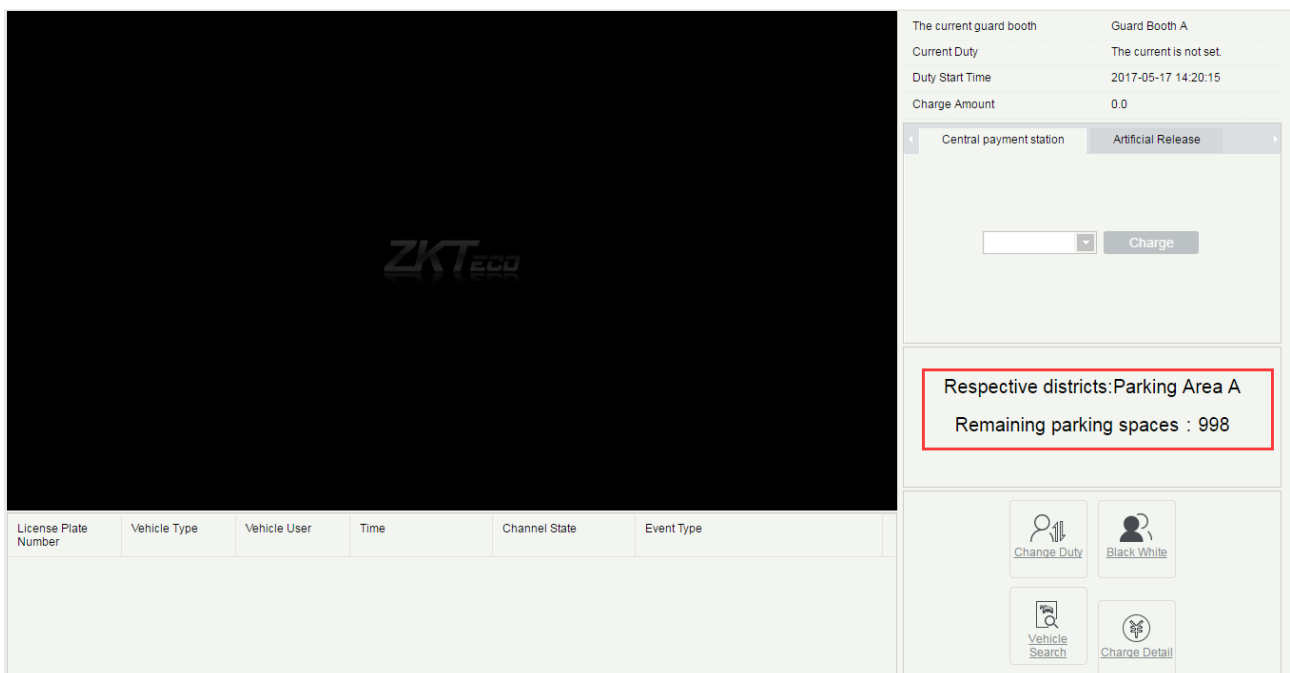 The current guard booth Guard Booth A
Current Duty The current is not set.
Duty Start Time 2017-05-17 14:20:15
Charge Amount 0.0
Central payment station Artificial Release
Charge
ZKTECO
Respective districts:Parking Area A
Remaining parking spaces : 998
License Plate Number Vehicle Type Vehicle User Time Channel State Event Type
Change Duty Black White
Vehicle
Search
Charge Detail